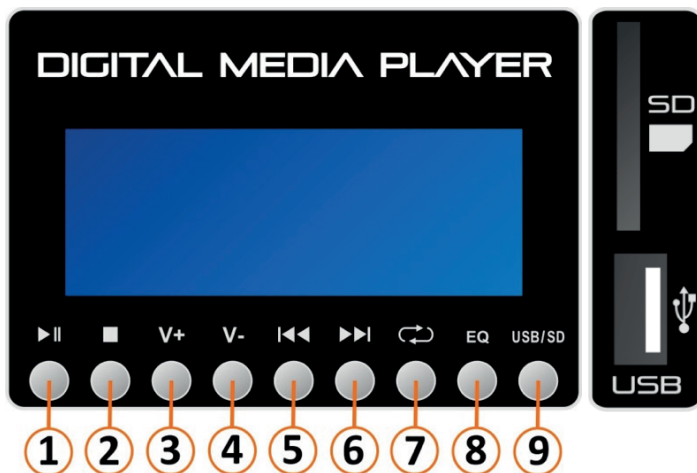 DIGITAL MEDIA PLAYER
SD
V+ V- EQ USB/SD
USB
1 2 3 4 5 6 7 8 9